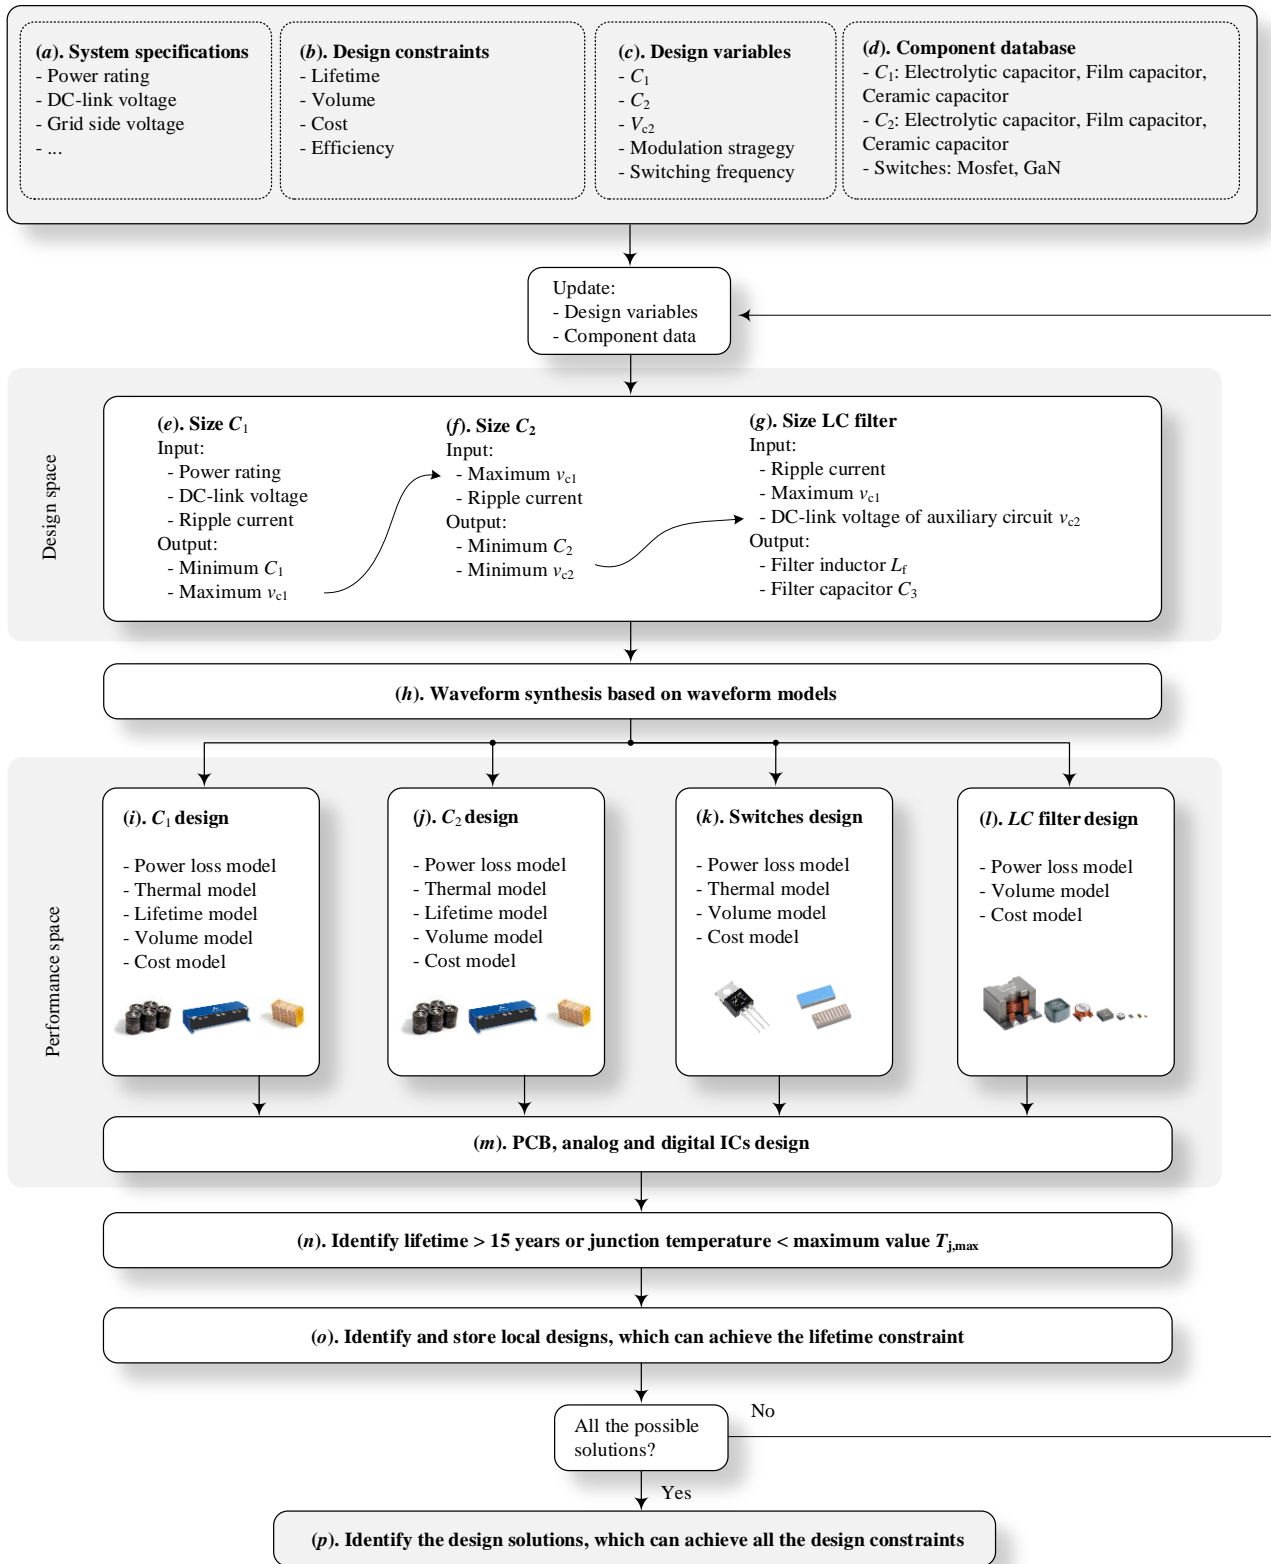 (a). System specifications
- Power rating
- DC-link voltage
- Grid side voltage
- ...
(b). Design constraints
- Lifetime
- Volume
- Cost
- Efficiency
(c). Design variables
- C1
- C2
- Vc2
- Modulation stragegy
- Switching frequency
(d). Component database
- C1: Electrolytic capacitor, Film capacitor,
Ceramic capacitor
- C2: Electrolytic capacitor, Film capacitor,
Ceramic capacitor
- Switches: Mosfet, GaN
Update:
- Design variables
- Component data
Design space
(e). Size C1
Input:
- Power rating
- DC-link voltage
- Ripple current
Output:
- Minimum C1
- Maximum vc1
(f). Size C2
Input:
- Maximum vc1
- Ripple current
Output:
- Minimum C2
- Minimum vc2
(g). Size LC filter
Input:
- Ripple current
- Maximum vc1
- DC-link voltage of auxiliary circuit vc2
Output:
- Filter inductor Lf
- Filter capacitor C3
(h). Waveform synthesis based on waveform models
Performance space
(i). C1 design
- Power loss model
- Thermal model
- Lifetime model
- Volume model
- Cost model
(j). C2 design
- Power loss model
- Thermal model
- Lifetime model
- Volume model
- Cost model
(k). Switches design
- Power loss model
- Thermal model
- Volume model
- Cost model
(l). LC filter design
- Power loss model
- Volume model
- Cost model
(m). PCB, analog and digital ICs design
(n). Identify lifetime > 15 years or junction temperature < maximum value Tj,max
(o). Identify and store local designs, which can achieve the lifetime constraint
All the possible
solutions?
No
Yes
(p). Identify the design solutions, which can achieve all the design constraints